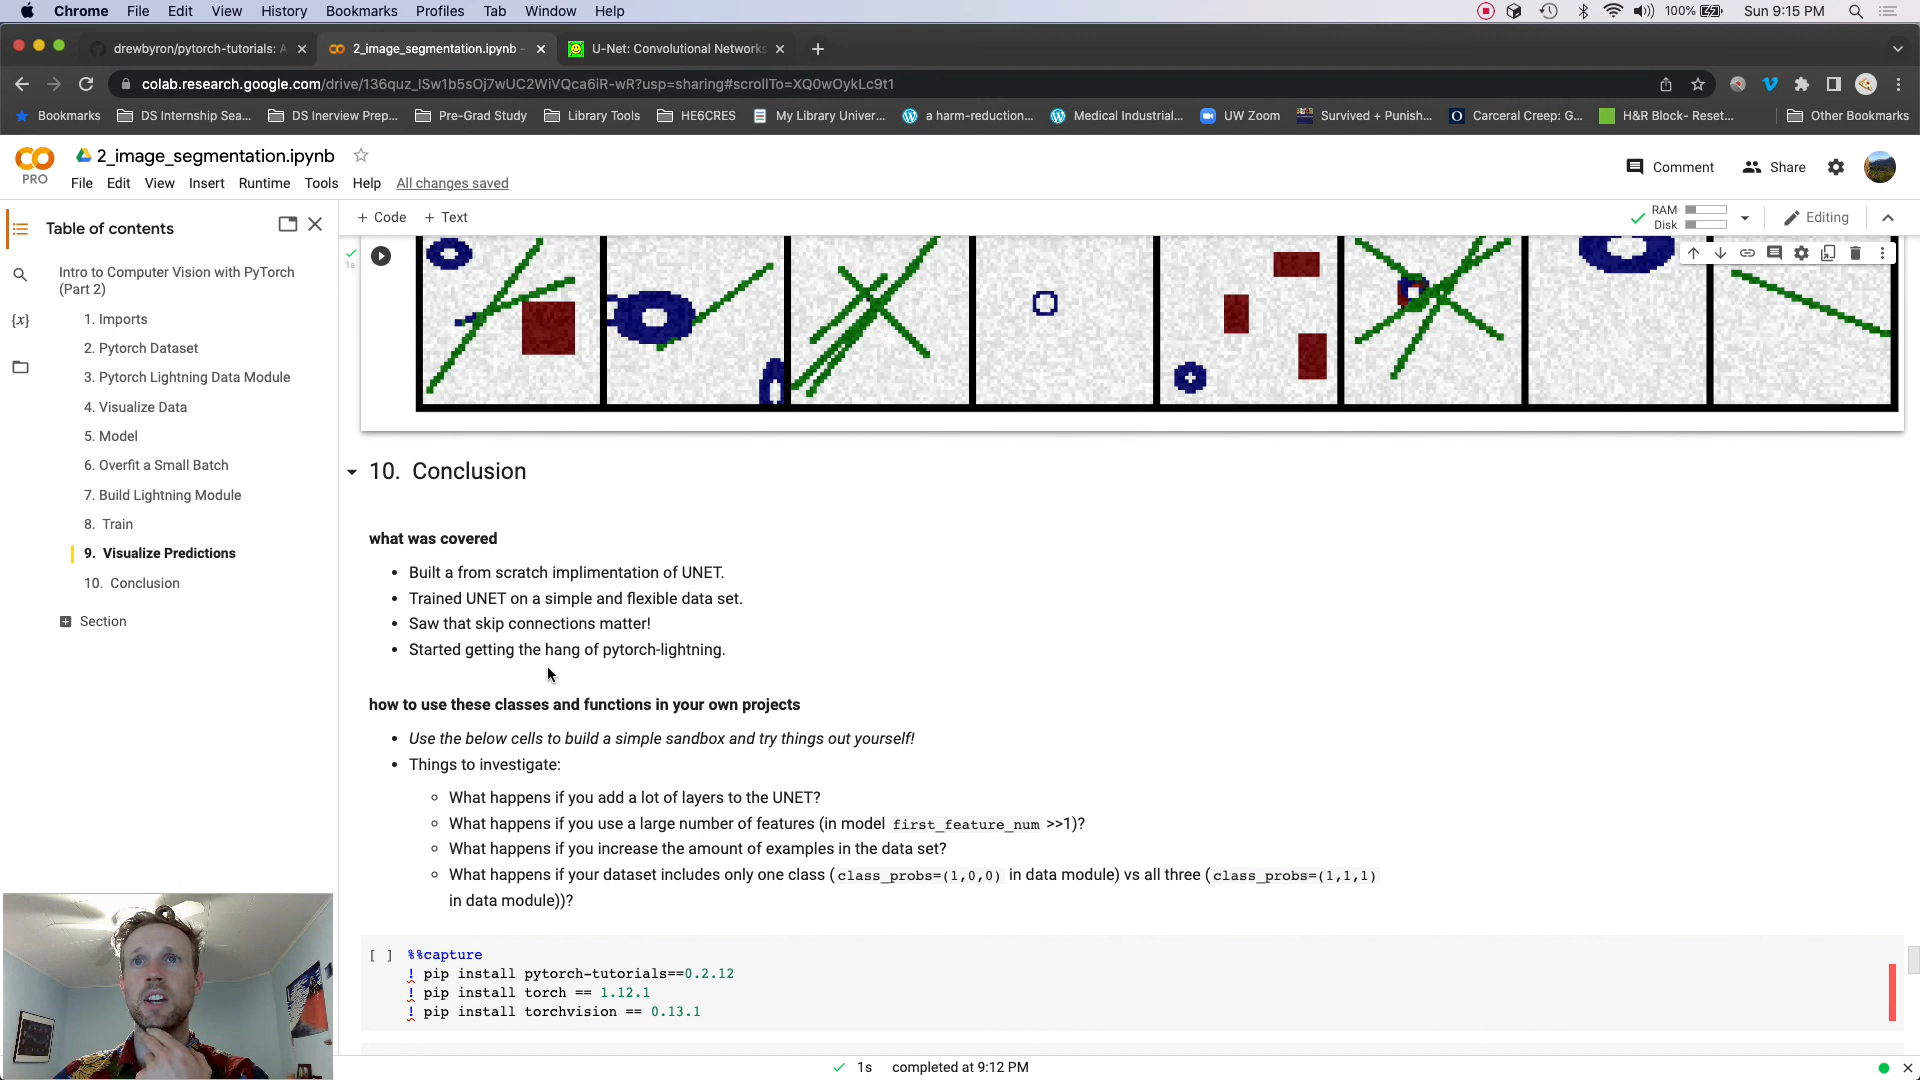 Chrome File Edit View History Bookmarks Profiles Tab Window Help 100% Sun 9:15 PM
drewbyron/pytorch-tutorials: A 2_image_segmentation.ipynb - U-Net: Convolutional Networks
colab.research.google.com/drive/136quz_ISw1b5sOj7wUC2WiVQca6iR-wR?usp=sharing#scrollTo=XQ0wOykLc9t1
Bookmarks DS Internship Sea... DS Inerview Prep... Pre-Grad Study Library Tools HE6CRES My Library Univer... a harm-reduction... Medical Industrial... UW Zoom Survived + Punish... Carceral Creep: G... H&R Block- Reset... Other Bookmarks
2_image_segmentation.ipynb
PRO
File Edit View Insert Runtime Tools Help All changes saved
Comment Share
+ Code + Text
RAM
Disk
Editing
Table of contents
Intro to Computer Vision with PyTorch
(Part 2)
1. Imports
2. Pytorch Dataset
3. Pytorch Lightning Data Module
4. Visualize Data
5. Model
6. Overfit a Small Batch
7. Build Lightning Module
8. Train
9. Visualize Predictions
10. Conclusion
Section
{x}
1s
10. Conclusion
what was covered
• Built a from scratch implimentation of UNET.
• Trained UNET on a simple and flexible data set.
• Saw that skip connections matter!
• Started getting the hang of pytorch-lightning.
how to use these classes and functions in your own projects
• Use the below cells to build a simple sandbox and try things out yourself!
• Things to investigate:
◦ What happens if you add a lot of layers to the UNET?
◦ What happens if you use a large number of features (in model first_feature_num >>1)?
◦ What happens if you increase the amount of examples in the data set?
◦ What happens if your dataset includes only one class (class_probs=(1,0,0) in data module) vs all three (class_probs=(1,1,1)
in data module))?
[ ] %%capture
! pip install pytorch-tutorials==0.2.12
! pip install torch == 1.12.1
! pip install torchvision == 0.13.1
1s completed at 9:12 PM